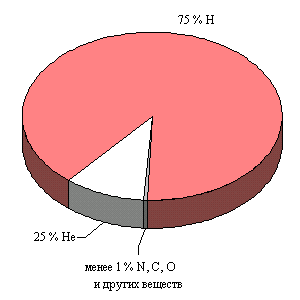 75 % H
25 % He
менее 1 % N, C, O
и других веществ